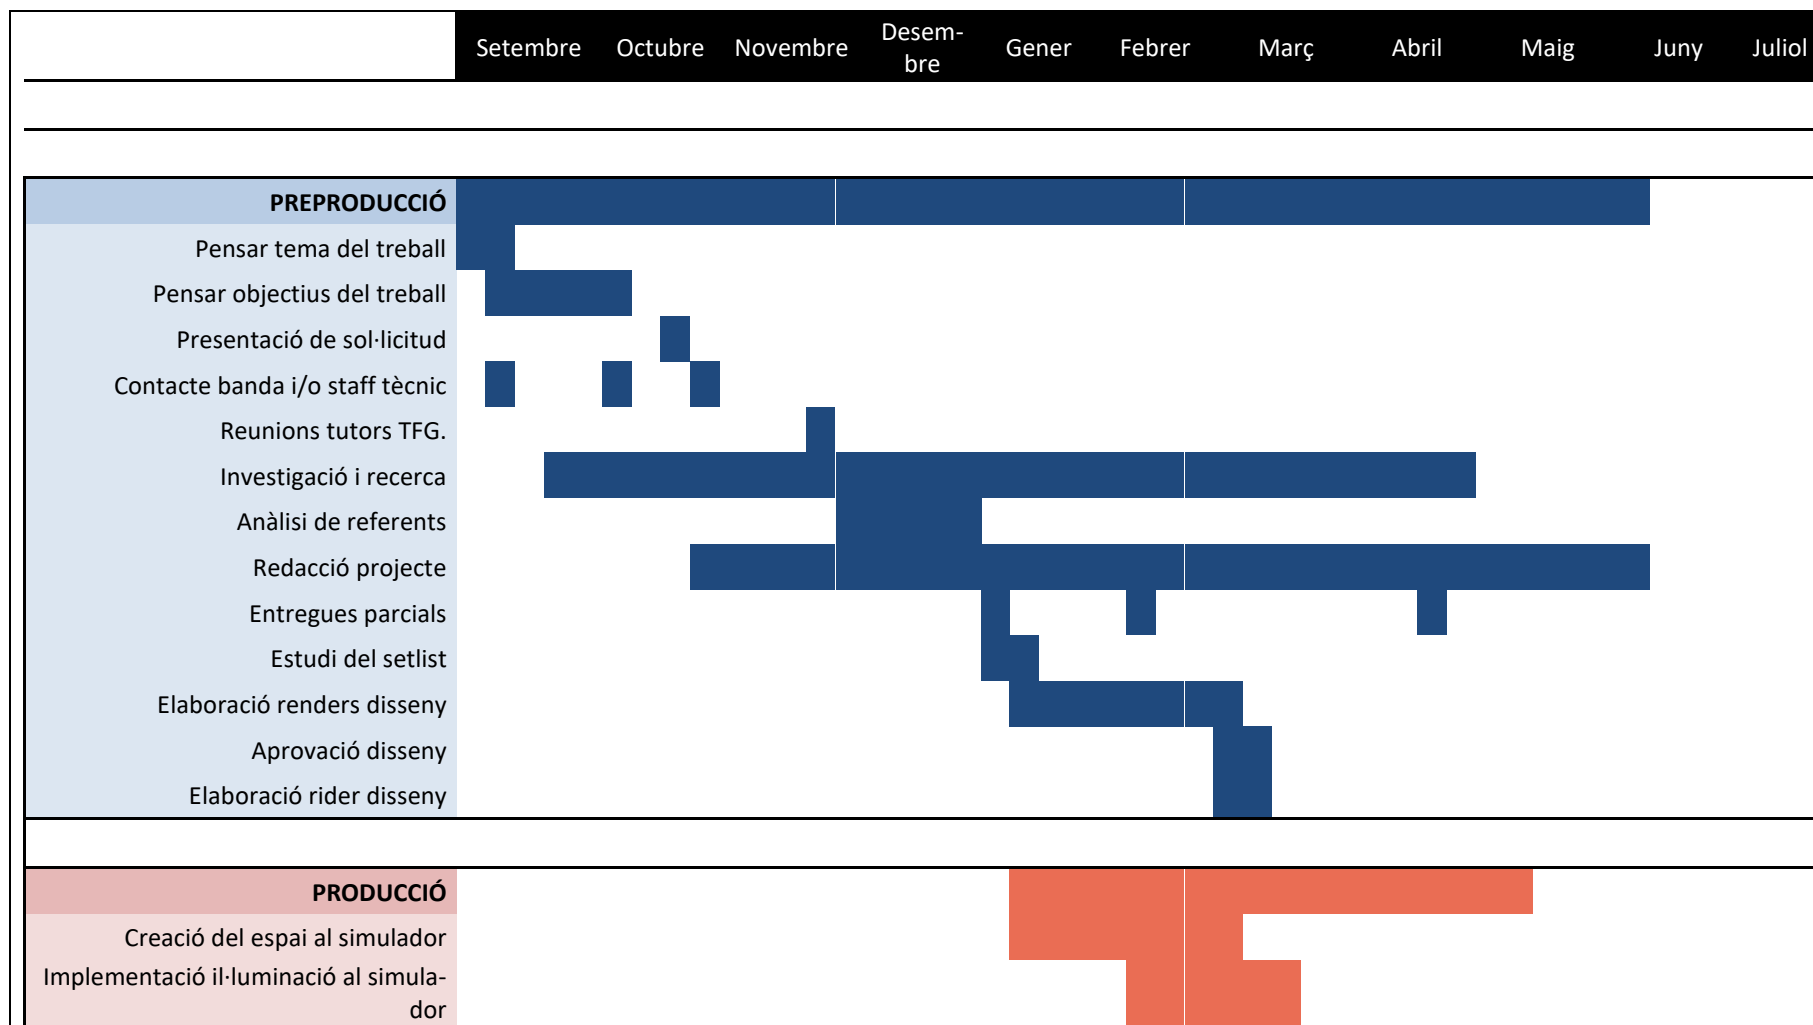 Setembre Octubre Novembre Desem-
bre Gener Febrer Març Abril Maig Juny Juliol
PREPRODUCCIÓ
Pensar tema del treball
Pensar objectius del treball
Presentació de sol·licitud
Contacte banda i/o staff tècnic
Reunions tutors TFG.
Investigació i recerca
Anàlisi de referents
Redacció projecte
Entregues parcials
Estudi del setlist
Elaboració renders disseny
Aprovació disseny
Elaboració rider disseny
PRODUCCIÓ
Creació del espai al simulador
Implementació il·luminació al simula-
dor